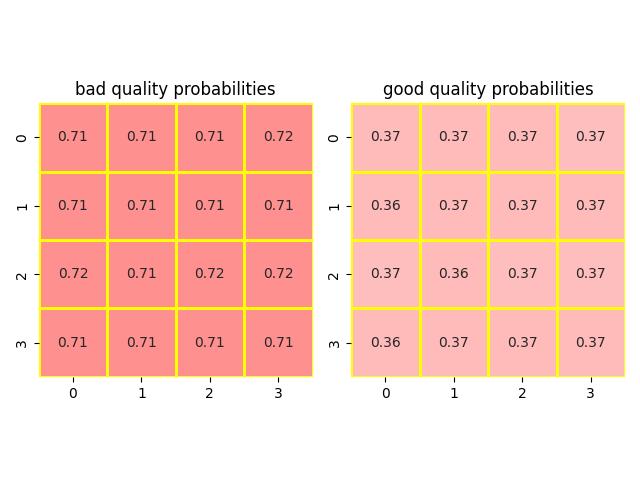 bad quality probabilities
good quality probabilities
0 0.71 0.71 0.71 0.72
0 0.37 0.37 0.37 0.37
1 0.71 0.71 0.71 0.71
1 0.36 0.37 0.37 0.37
2 0.72 0.71 0.72 0.72
2 0.37 0.36 0.37 0.37
3 0.71 0.71 0.71 0.71
3 0.36 0.37 0.37 0.37
0 1 2 3
0 1 2 3